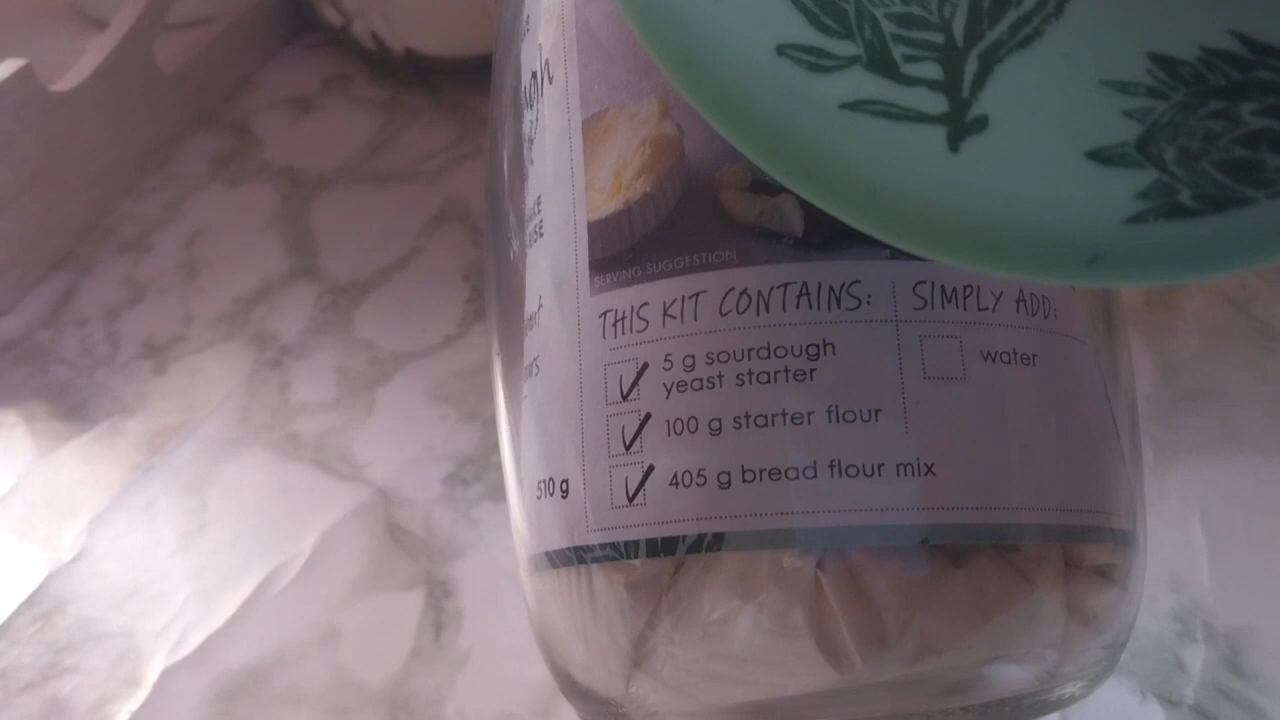 SERVING SUGGESTION
THIS KIT CONTAINS:
5 g sourdough
yeast starter
100 g starter flour
405 g bread flour mix
SIMPLY ADD:
water
510 g